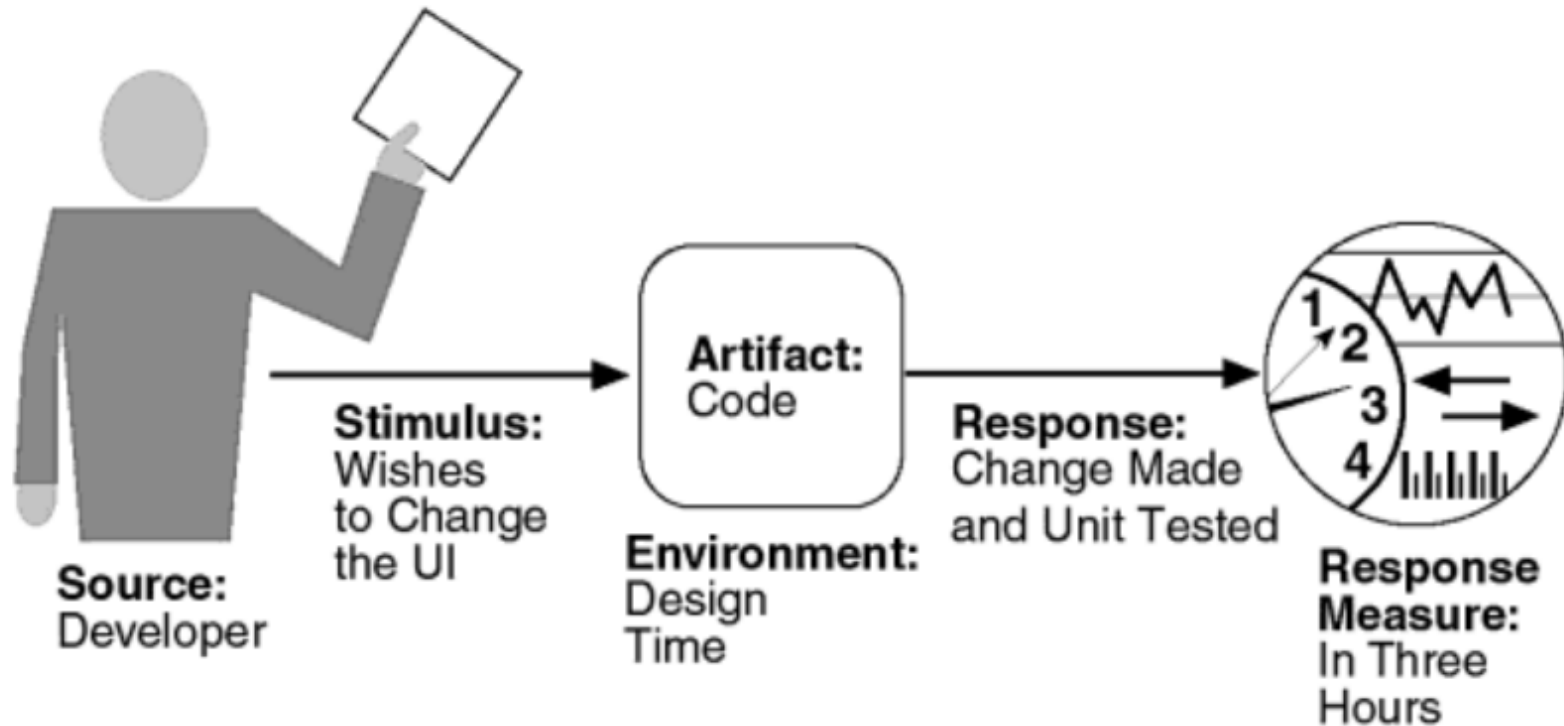 Source:
Developer
Stimulus:
Wishes
to Change
the UI
Artifact:
Code
Environment:
Design
Time
Response:
Change Made
and Unit Tested
1
2
3
4
Response
Measure:
In Three
Hours